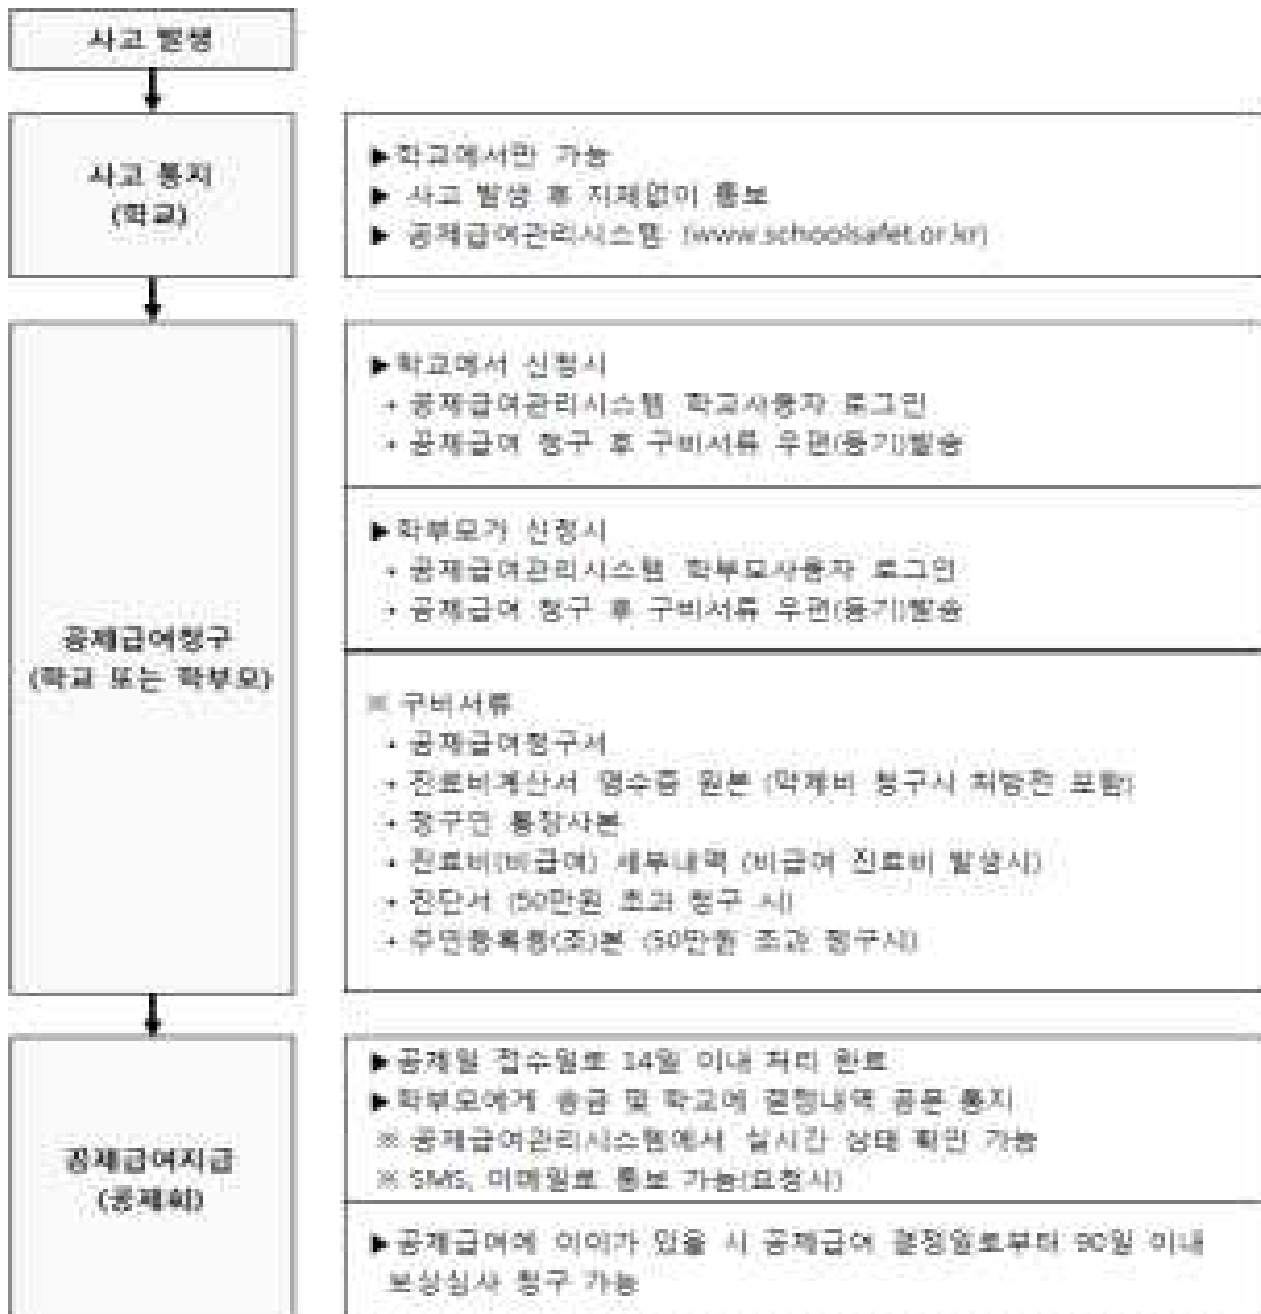 사고 발생
사고 통지
(학교)
▶학교에서만 가능
▶ 사고 발생 후 지체없이 통보
▶ 공제급여관리시스템 (www.schoolsafet.or.kr)
공제급여청구
(학교 또는 학부모)
▶학교에서 신청시
• 공제급여관리시스템 학교사용자 로그인
• 공제급여 청구 후 구비서류 우편(등기)발송
▶학부모가 신청시
• 공제급여관리시스템 학부모사용자 로그인
• 공제급여 청구 후 구비서류 우편(등기)발송
※ 구비서류
• 공제급여청구서
• 진료비계산서 영수증 원본 (약제비 청구시 처방전 포함)
• 청구인 통장사본
• 진료비(비급여) 세부내역 (비급여 진료비 발생시)
• 진단서 (50만원 초과 청구 시)
• 주민등록등(초)본 (50만원 초과 청구시)
공제급여지급
(공제회)
▶공제일 접수일로 14일 이내 처리 완료
▶학부모에게 송금 및 학교에 결정내역 공문 통지
※ 공제급여관리시스템에서 실시간 상태 확인 가능
※ SMS, 이메일로 통보 가능(요청시)
▶공제급여에 이의가 있을 시 공제급여 결정일로부터 90일 이내
보상심사 청구 가능